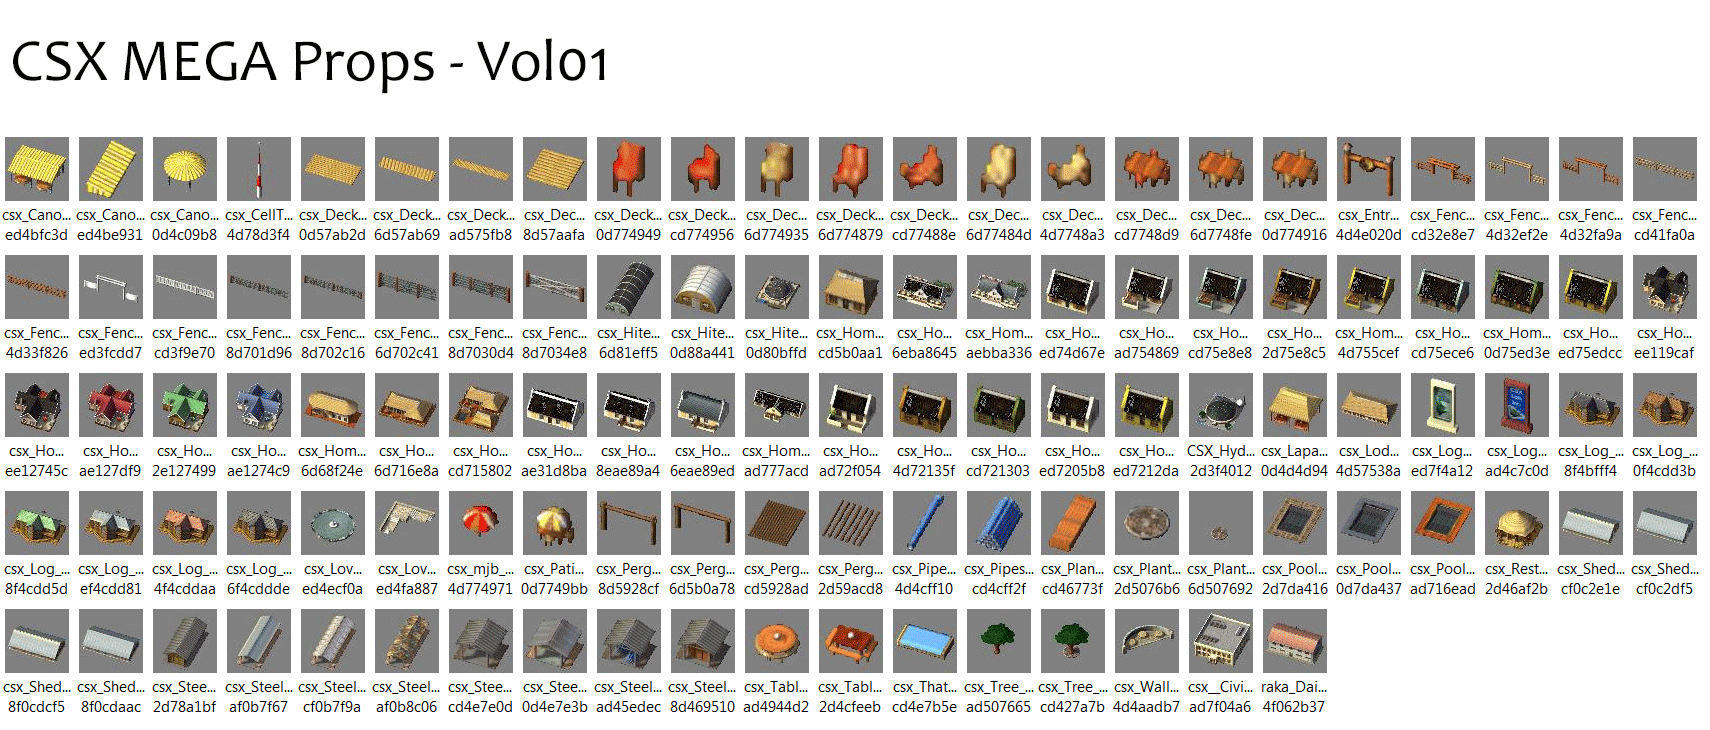 CSX MEGA Props - Vol01
csx_Cano... csx_Cano... csx_Cano... csx_CellT... csx_Deck... csx_Deck... csx_Deck... csx_Dec... csx_Deck... csx_Deck... csx_Dec... csx_Deck... csx_Deck... csx_Dec... csx_Dec... csx_Dec... csx_Dec... csx_Dec... csx_Entr... csx_Fenc... csx_Fenc... csx_Fenc... csx_Fenc...
ed4bfc3d ed4be931 0d4c09b8 4d78d3f4 0d57ab2d 6d57ab69 ad575fb8 8d57aafa 0d774949 cd774956 6d774935 6d774879 cd77488e 6d77484d 4d7748a3 cd7748d9 6d7748fe 0d774916 4d4e020d cd32e8e7 4d32ef2e 4d32fa9a cd41fa0a
csx_Fenc... csx_Fenc... csx_Fenc... csx_Fenc... csx_Fenc... csx_Fenc... csx_Fenc... csx_Fenc... csx_Hite... csx_Hite... csx_Hite... csx_Hom... csx_Ho... csx_Hom... csx_Ho... csx_Ho... csx_Ho... csx_Ho... csx_Hom... csx_Ho... csx_Hom... csx_Ho... csx_Ho...
4d33f826 ed3fcdd7 cd3f9e70 8d701d96 8d702c16 6d702c41 8d7030d4 8d7034e8 6d81eff5 0d88a441 0d80bffd cd5b0aa1 6eba8645 aebba336 ed74d67e ad754869 cd75e8e8 2d75e8c5 4d755cef cd75ece6 0d75ed3e ed75edcc ee119caf
csx_Ho... csx_Ho... csx_Ho... csx_Ho... csx_Hom... csx_Ho... csx_Ho... csx_Ho... csx_Ho... csx_Ho... csx_Hom... csx_Ho... csx_Ho... csx_Ho... csx_Ho... csx_Ho... CSX_Hyd... csx_Lapa... csx_Lod... csx_Log... csx_Log... csx_Log_... csx_Log_...
ee12745c ae127df9 2e127499 ae1274c9 6d68f24e 6d716e8a cd715802 ae31d8ba 8eae89a4 6eae89ed ad777acd ad72f054 4d72135f cd721303 ed7205b8 ed7212da 2d3f4012 0d4d4d94 4d57538a ed7f4a12 ad4c7c0d 8f4bfff4 0f4cdd3b
csx_Log_... csx_Log_... csx_Log_... csx_Log_... csx_Lov... csx_Lov... csx_mjb_... csx_Pati... csx_Perg... csx_Perg... csx_Perg... csx_Perg... csx_Pipe... csx_Pipes... csx_Plan... csx_Plant... csx_Plant... csx_Pool... csx_Pool... csx_Pool... csx_Rest... csx_Shed... csx_Shed...
8f4cdd5d ef4cdd81 4f4cddaa 6f4cddde ed4ecf0a ed4fa887 4d774971 0d7749bb 8d5928cf 6d5b0a78 cd5928ad 2d59acd8 4d4cff10 cd4cff2f cd46773f 2d5076b6 6d507692 2d7da416 0d7da437 ad716ead 2d46af2b cf0c2e1e cf0c2df5
csx_Shed... csx_Shed... csx_Stee... csx_Steel... csx_Steel... csx_Steel... csx_Stee... csx_Stee... csx_Steel... csx_Steel... csx_Tabl... csx_Tabl... csx_That... csx_Tree_... csx_Tree_... csx_Wall... csx__Civi... raka_Dai...
8f0cdcf5 8f0cdaac 2d78a1bf af0b7f67 cf0b7f9a af0b8c06 cd4e7e0d 0d4e7e3b ad45edec 8d469510 ad4944d2 2d4cfeeb cd4e7b5e ad507665 cd427a7b 4d4aadb7 ad7f04a6 4f062b37